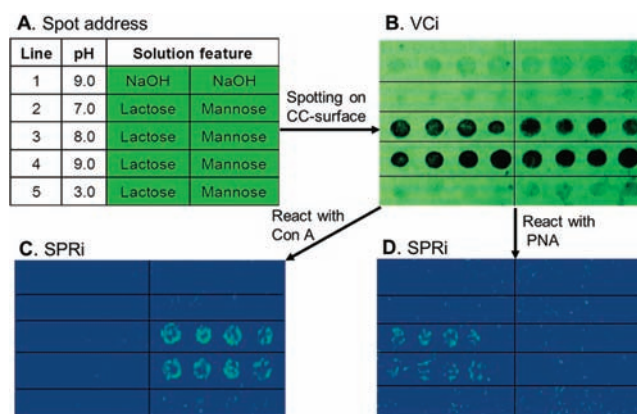 A. Spot address
Line pH Solution feature
1 9.0 NaOH NaOH
2 7.0 Lactose Mannose
3 8.0 Lactose Mannose
4 9.0 Lactose Mannose
5 3.0 Lactose Mannose
Spotting on
CC-surface
B. VCi
React with
Con A
React with
PNA
C. SPRi
D. SPRi